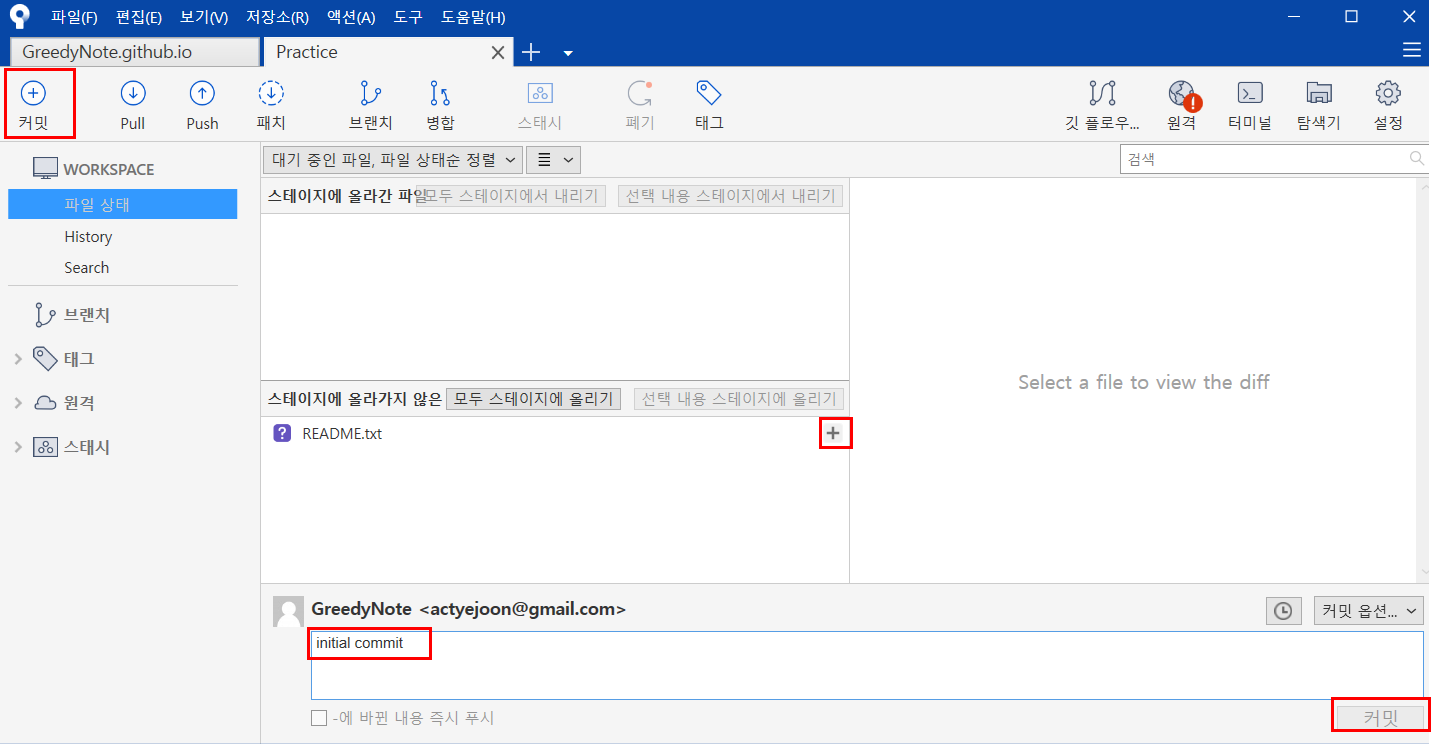 파일(F) 편집(E) 보기(V) 저장소(R) 액션(A) 도구 도움말(H)
GreedyNote.github.io Practice
커밋 Pull Push 패치 브랜치 병합 스태시 폐기 태그 깃 플로우... 원격 터미널 탐색기 설정
WORKSPACE
파일 상태
History
Search
브랜치
태그
원격
스태시
대기 중인 파일, 파일 상태순 정렬
검색
스테이지에 올라간 파일 모두 스테이지에서 내리기 선택 내용 스테이지에서 내리기
스테이지에 올라가지 않은 모두 스테이지에 올리기 선택 내용 스테이지에 올리기
README.txt
Select a file to view the diff
GreedyNote <actyejoon@gmail.com>
커밋 옵션...
initial commit
-에 바뀐 내용 즉시 푸시
커밋